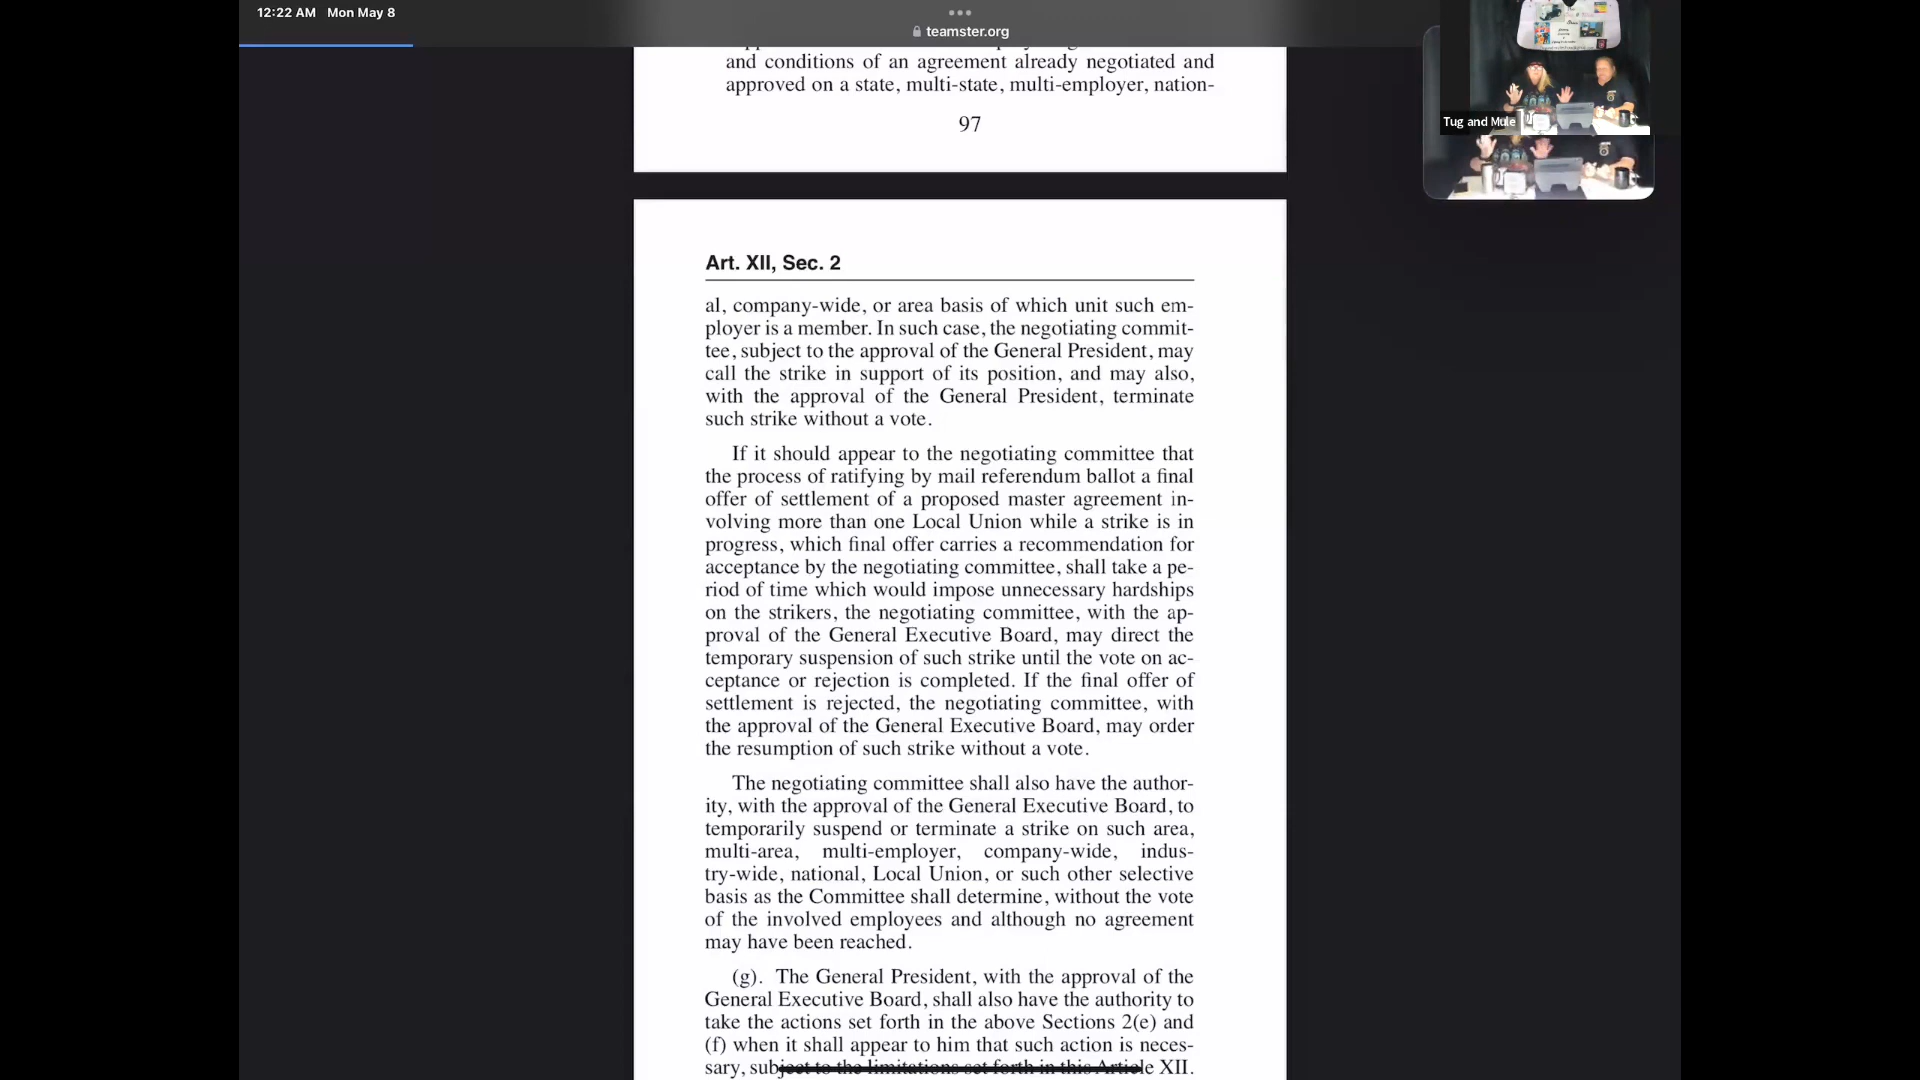 12:22 AM Mon May 8
teamster.org
and conditions of an agreement already negotiated and
approved on a state, multi-state, multi-employer, nation-
97
Tug and Mule
Art. XII, Sec. 2
al, company-wide, or area basis of which unit such em-
ployer is a member. In such case, the negotiating commit-
tee, subject to the approval of the General President, may
call the strike in support of its position, and may also,
with the approval of the General President, terminate
such strike without a vote.
If it should appear to the negotiating committee that
the process of ratifying by mail referendum ballot a final
offer of settlement of a proposed master agreement in-
volving more than one Local Union while a strike is in
progress, which final offer carries a recommendation for
acceptance by the negotiating committee, shall take a pe-
riod of time which would impose unnecessary hardships
on the strikers, the negotiating committee, with the ap-
proval of the General Executive Board, may direct the
temporary suspension of such strike until the vote on ac-
ceptance or rejection is completed. If the final offer of
settlement is rejected, the negotiating committee, with
the approval of the General Executive Board, may order
the resumption of such strike without a vote.
The negotiating committee shall also have the author-
ity, with the approval of the General Executive Board, to
temporarily suspend or terminate a strike on such area,
multi-area, multi-employer, company-wide, indus-
try-wide, national, Local Union, or such other selective
basis as the Committee shall determine, without the vote
of the involved employees and although no agreement
may have been reached.
(g). The General President, with the approval of the
General Executive Board, shall also have the authority to
take the actions set forth in the above Sections 2(e) and
(f) when it shall appear to him that such action is neces-
sary, subject to the limitations set forth in this Article XII.